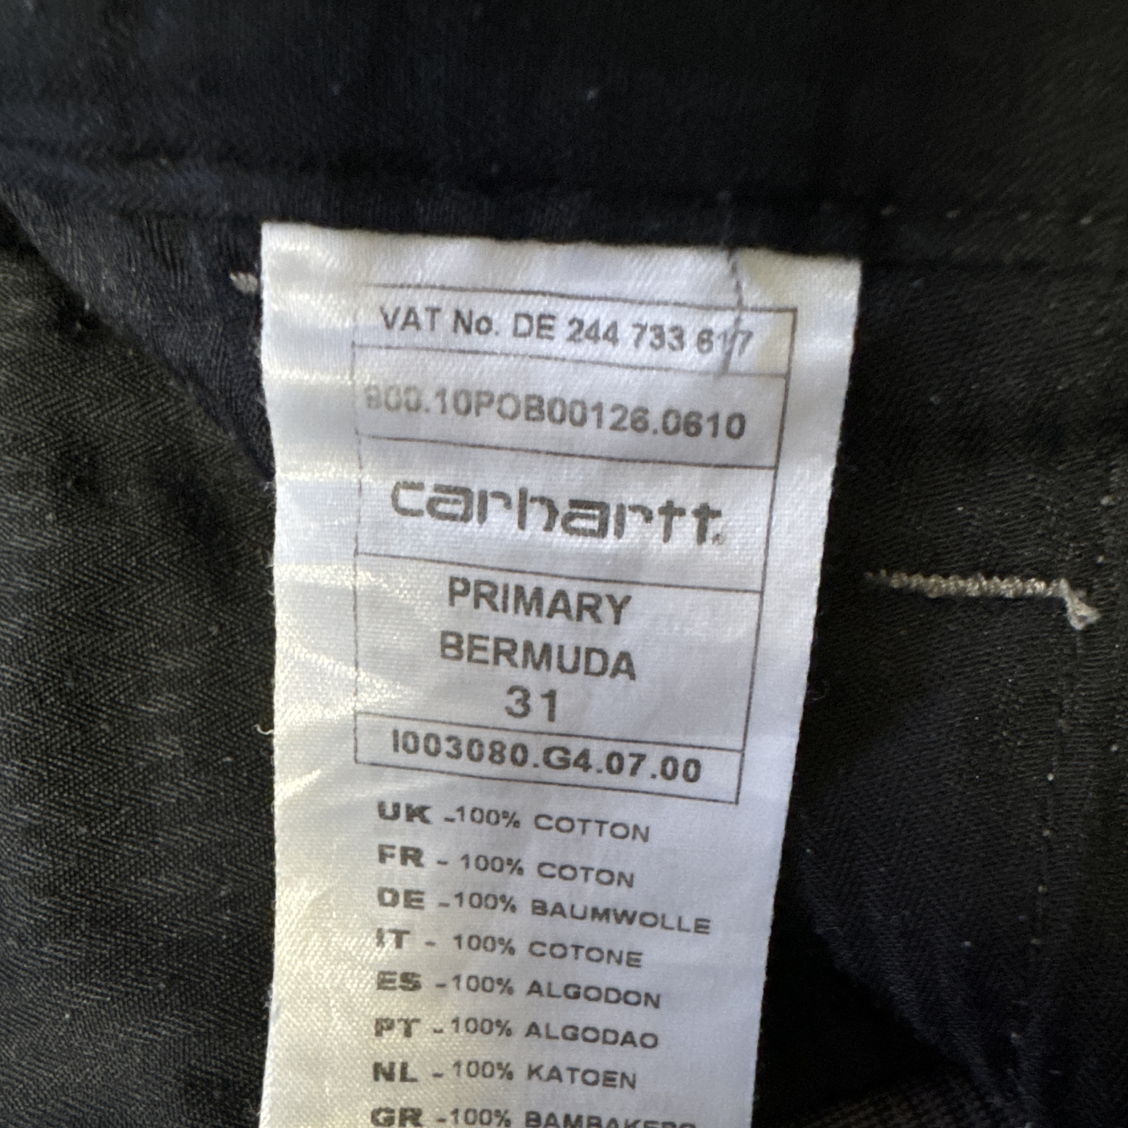 VAT No. DE 244 733 617
900.10POB00126.0610
carhartt
PRIMARY
BERMUDA
31
I003080.G4.07.00
UK -100% COTTON
FR - 100% COTON
DE -100% BAUMWOLLE
IT - 100% COTONE
ES -100% ALGODON
PT -100% ALGODAO
NL - 100% KATOEN
GR -100%